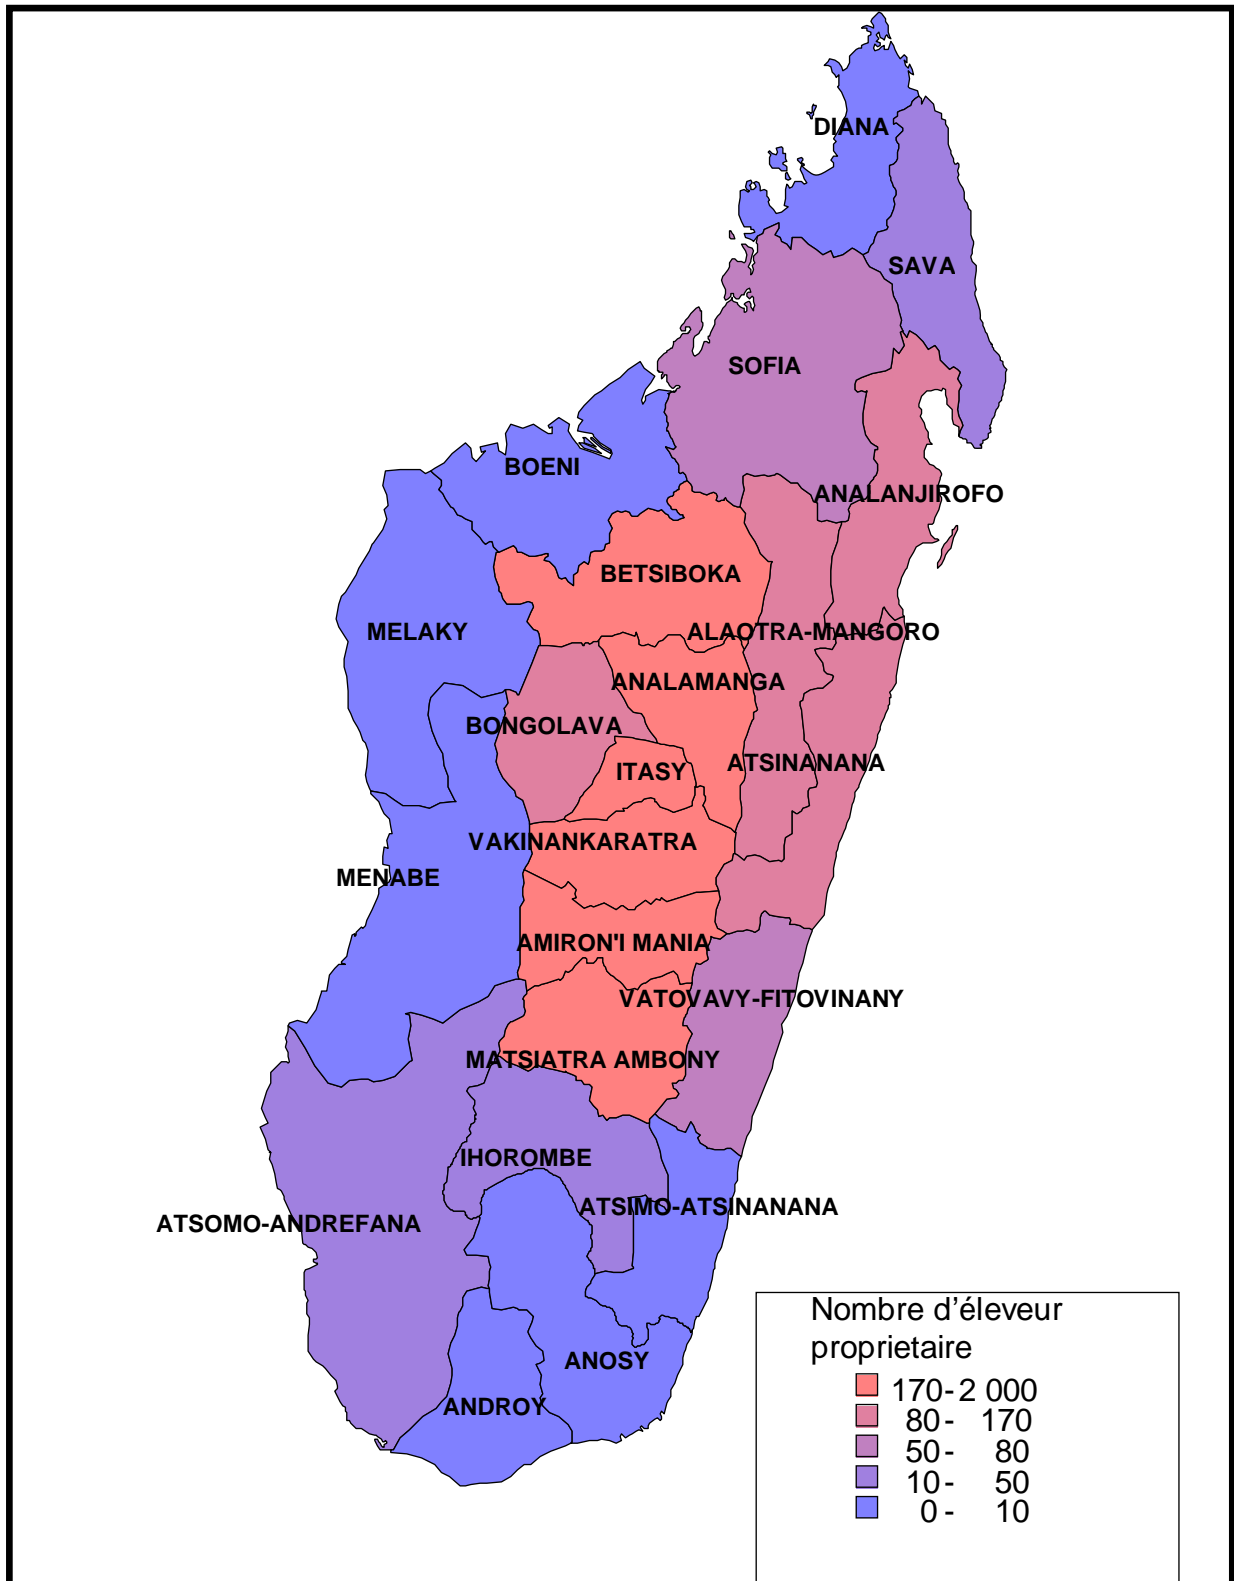 DIANA
SAVA
SOFIA
BOENI
ANALANJIROFO
BETSIBOKA
MELAKY
ALAOTRA-MANGORO
ANALAMANGA
BONGOLAVA
ATSINANANA
ITASY
VAKINANKARATRA
MENABE
AMIRON'I MANIA
VATOVAVY-FITOVINANY
MATSIATRA AMBONY
IHOROMBE
ATSIMO-ATSINANANA
ATSOMO-ANDREFANA
ANOSY
ANDROY
Nombre d’éleveur
proprietaire
170-2 000
80- 170
50- 80
10- 50
0- 10